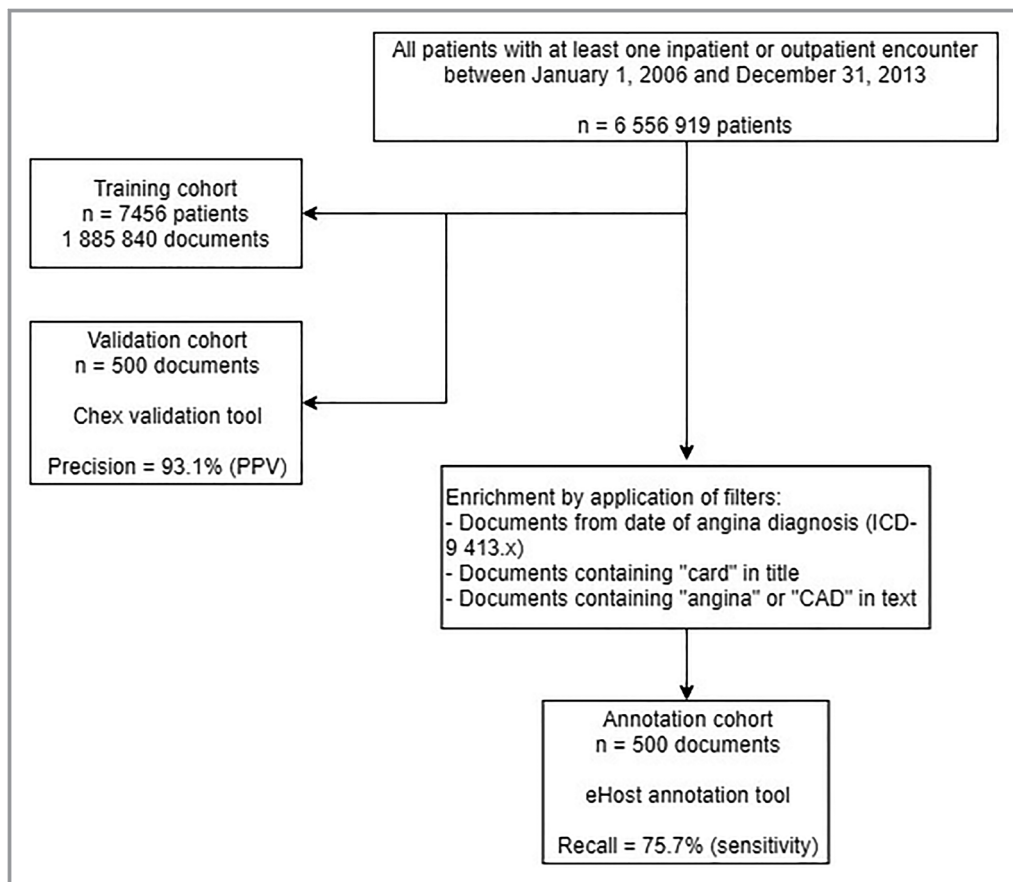 All patients with at least one inpatient or outpatient encounter
between January 1, 2006 and December 31, 2013
n = 6 556 919 patients
Training cohort
n = 7456 patients
1 885 840 documents
Validation cohort
n = 500 documents
Chex validation tool
Precision = 93.1% (PPV)
Enrichment by application of filters:
- Documents from date of angina diagnosis (ICD-
9 413.x)
- Documents containing "card" in title
- Documents containing "angina" or "CAD" in text
Annotation cohort
n = 500 documents
eHost annotation tool
Recall = 75.7% (sensitivity)